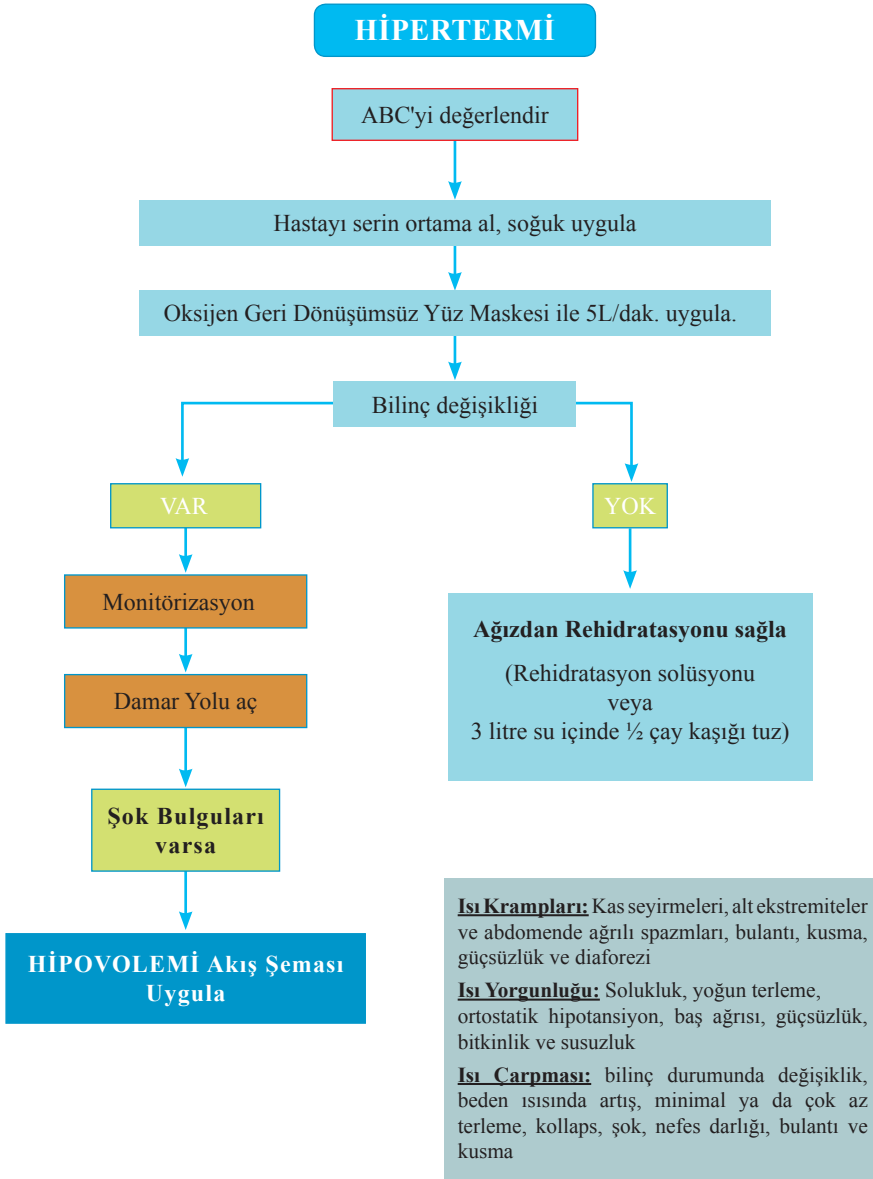 HİPERTERMİ
ABC'yi değerlendir
Hastayı serin ortama al, soğuk uygula
Oksijen Geri Dönüşümsüz Yüz Maskesi ile 5L/dak. uygula.
Bilinç değişikliği
VAR
YOK
Monitörizasyon
Damar Yolu aç
Şok Bulguları
varsa
HİPOVOLEMİ Akış Şeması
Uygula
Ağızdan Rehidratasyonu sağla
(Rehidratasyon solüsyonu
veya
3 litre su içinde ½ çay kaşığı tuz)
Isı Krampları: Kas seyirmeleri, alt ekstremiteler
ve abdomende ağrılı spazmları, bulantı, kusma,
güçsüzlük ve diaforezi
Isı Yorgunluğu: Solukluk, yoğun terleme,
ortostatik hipotansiyon, baş ağrısı, güçsüzlük,
bitkinlik ve susuzluk
Isı Çarpması: bilinç durumunda değişiklik,
beden ısısında artış, minimal ya da çok az
terleme, kollaps, şok, nefes darlığı, bulantı ve
kusma